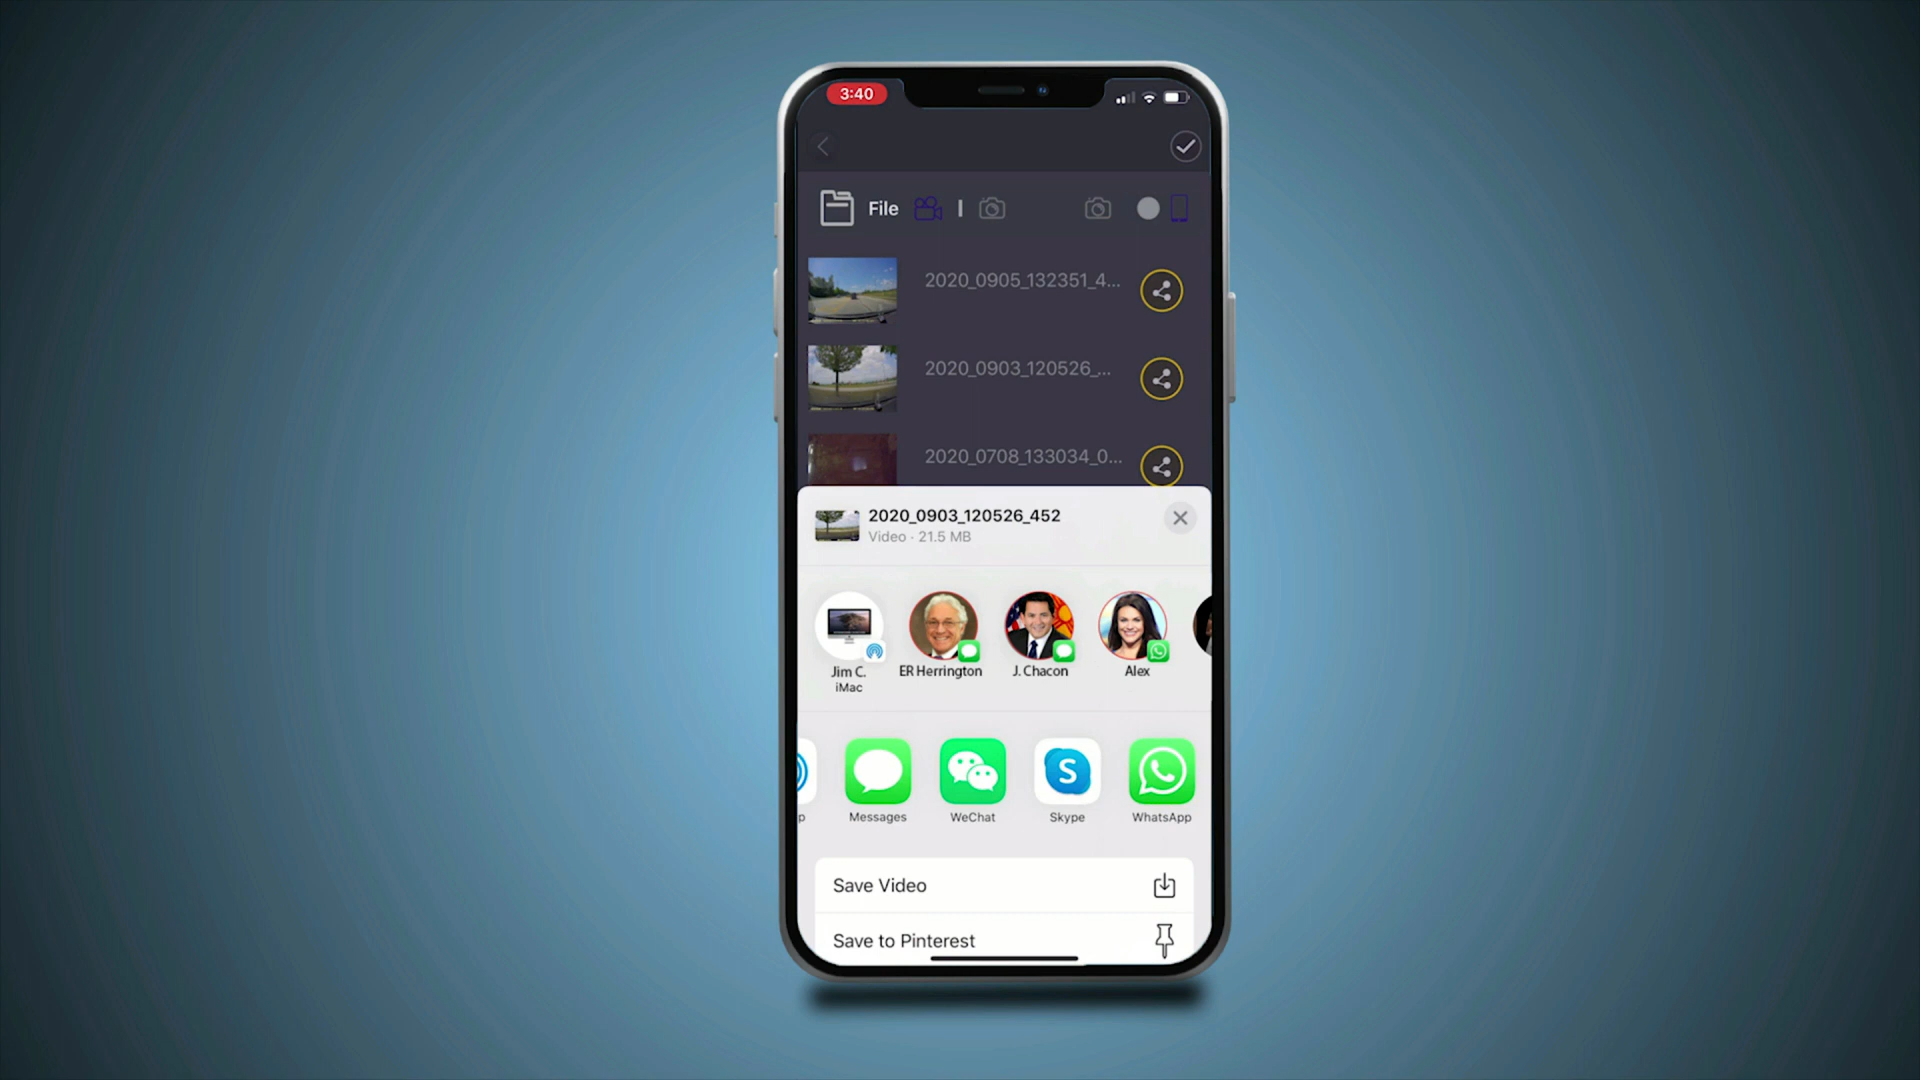 3:40
File
2020_0905_132351_4...
2020_0903_120526_...
2020_0708_133034_0...
2020_0903_120526_452
Video · 21.5 MB
Jim C.
iMac
ER Herrington
J. Chacon
Alex
p
Messages
WeChat
Skype
WhatsApp
Save Video
Save to Pinterest